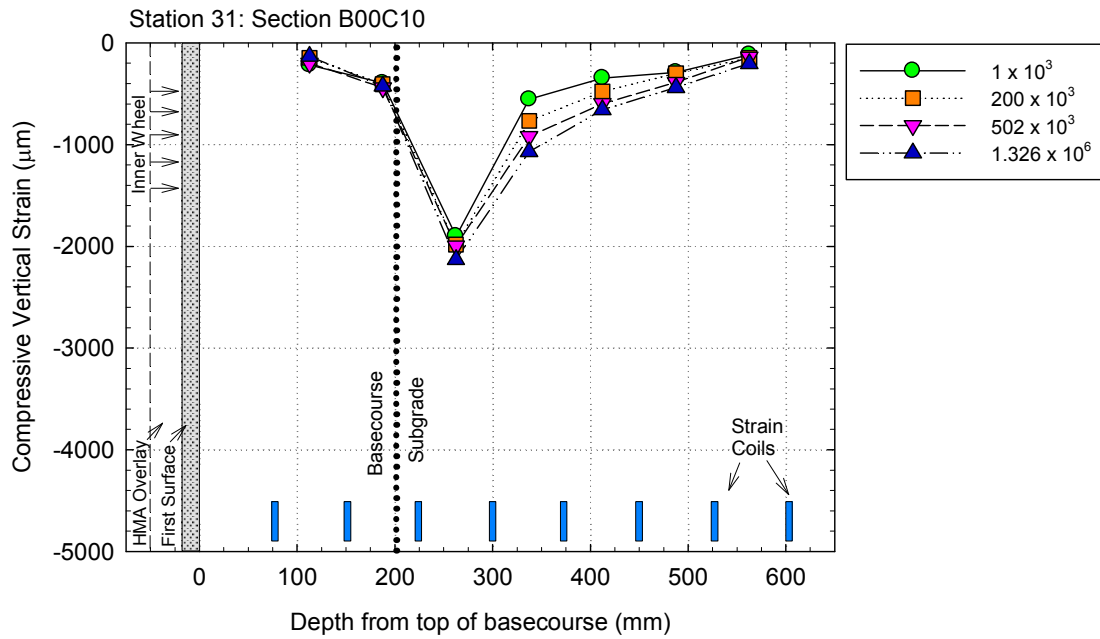 Station 31: Section B00C10
Compressive Vertical Strain (μm)
0
-1000
-2000
-3000
-4000
-5000
Inner Wheel
HMA Overlay
First Surface
Basecourse
Subgrade
Strain
Coils
0
100
200
300
400
500
600
Depth from top of basecourse (mm)
1 x 10³
200 x 10³
502 x 10³
1.326 x 10⁶